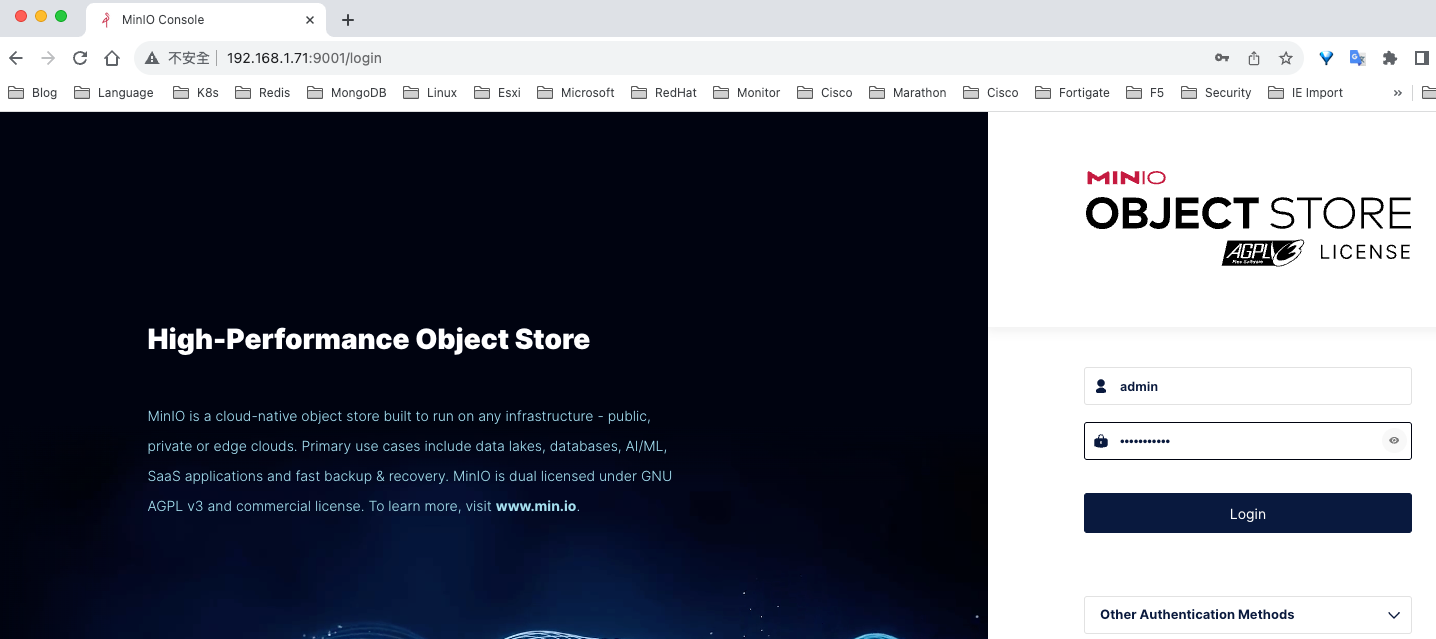 MinIO Console
不安全 192.168.1.71:9001/login
Blog Language K8s Redis MongoDB Linux Esxi Microsoft RedHat Monitor Cisco Marathon Cisco Fortigate F5 Security IE Import »
MINIO
OBJECT STORE
AGPLV3 LICENSE
Free Software
High-Performance Object Store
MinIO is a cloud-native object store built to run on any infrastructure - public,
private or edge clouds. Primary use cases include data lakes, databases, AI/ML,
SaaS applications and fast backup & recovery. MinIO is dual licensed under GNU
AGPL v3 and commercial license. To learn more, visit www.min.io.
admin
•••••••••••
Login
Other Authentication Methods